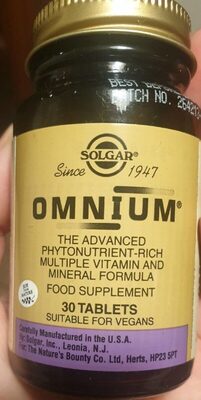 BEST BEFORE
BATCH NO.
SOLGAR®
Since 1947
OMNIUM®
THE ADVANCED
PHYTONUTRIENT-RICH
MULTIPLE VITAMIN AND
MINERAL FORMULA
FOOD SUPPLEMENT
30 TABLETS
SUITABLE FOR VEGANS
Carefully Manufactured in the U.S.A.
By: Solgar, Inc., Leonia, N.J.
For: The Nature's Bounty Co. Ltd, Herts, HP23 5PT